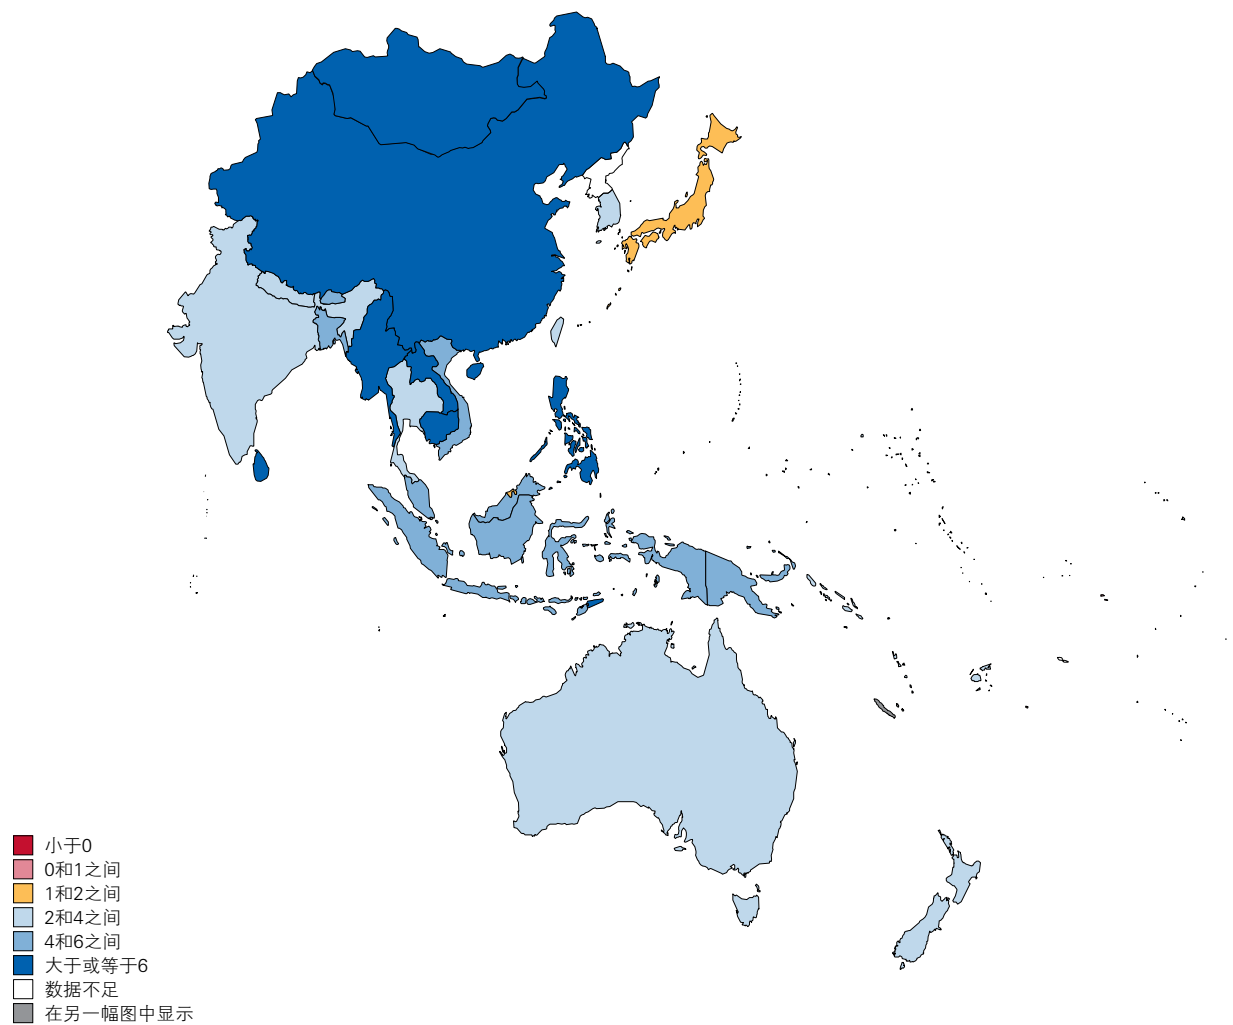 小于0
0和1之间
1和2之间
2和4之间
4和6之间
大于或等于6
数据不足
在另一幅图中显示